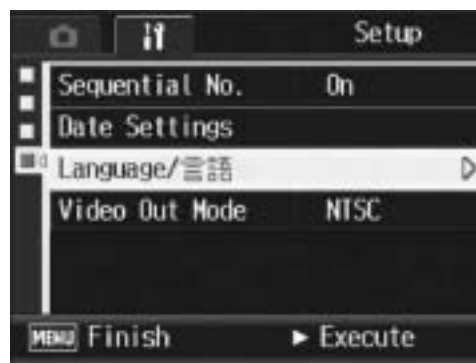 Setup
Sequential No. On
Date Settings
Language/言語
Video Out Mode NTSC
MENU Finish ► Execute